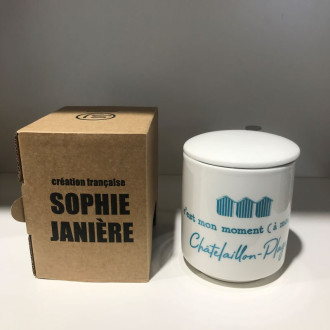 création française
SOPHIE
JANIÈRE
c'est mon moment (à moi
Châtelaillon-Plage